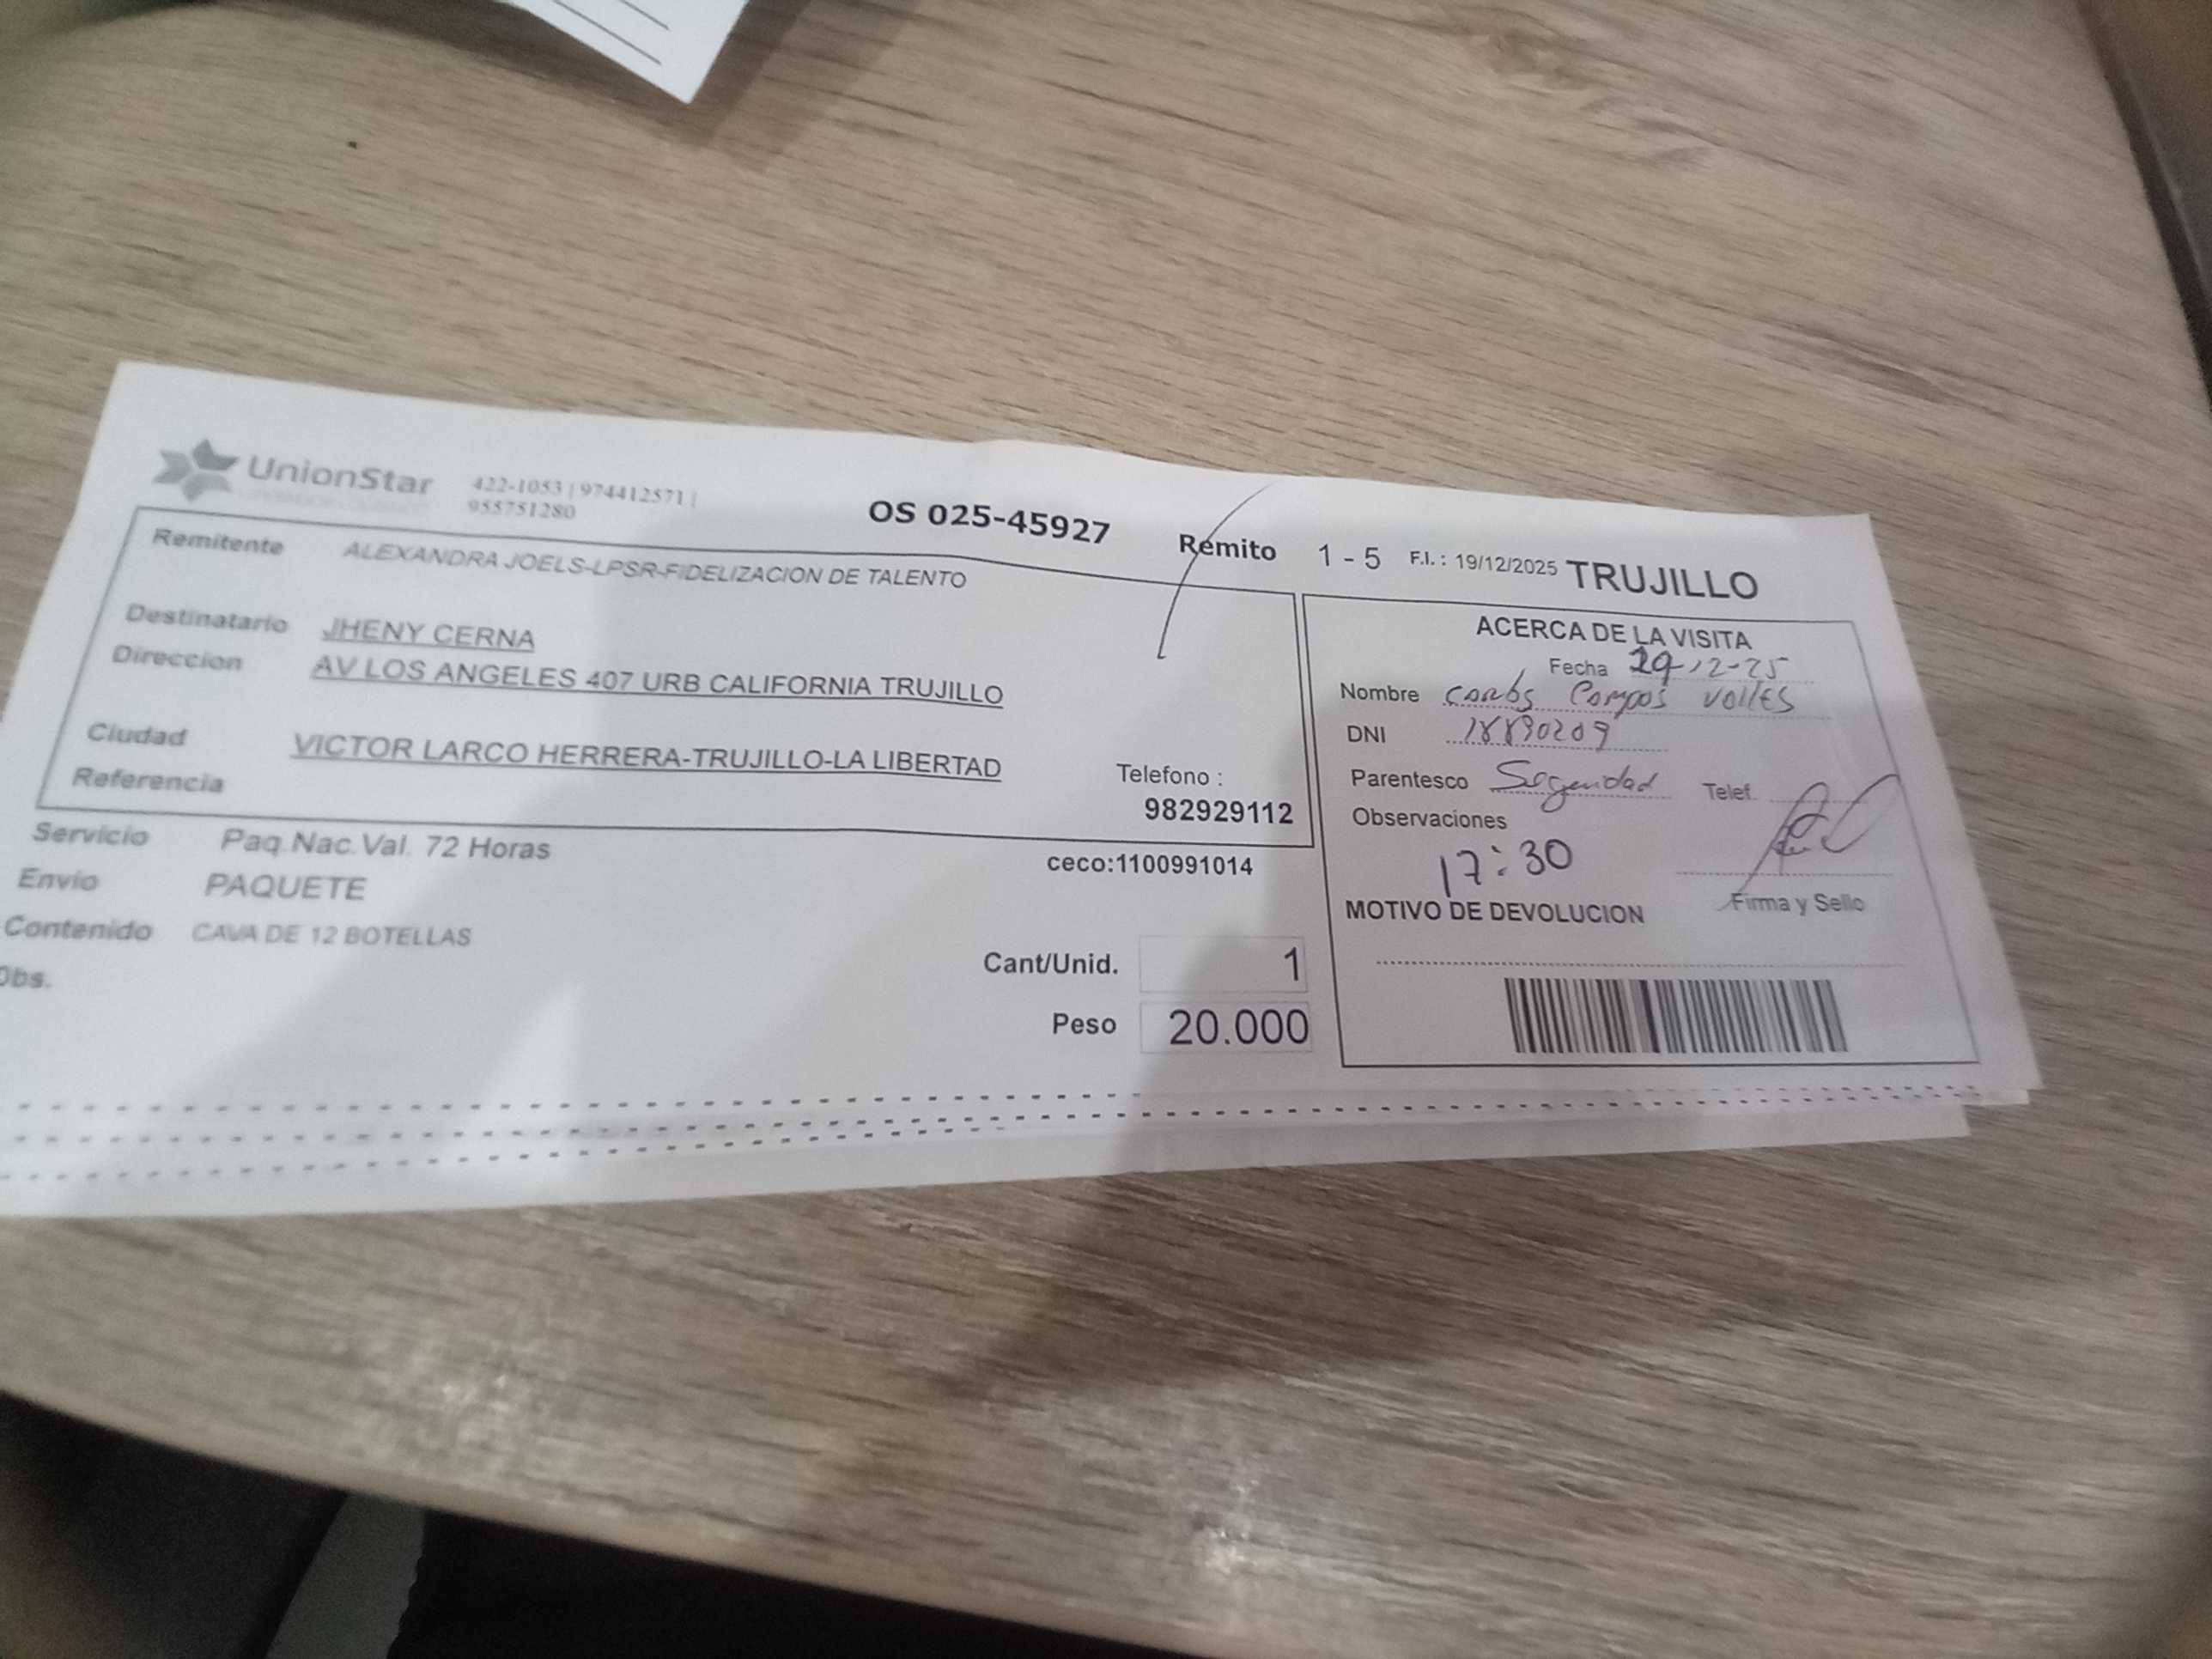 UnionStar
422-1053 | 974412571 |
955751280
OS 025-45927
Remito 1 - 5 F.I. : 19/12/2025 TRUJILLO
Remitente ALEXANDRA JOELS-LPSR-FIDELIZACION DE TALENTO
Destinatario JHENY CERNA
Direccion AV LOS ANGELES 407 URB CALIFORNIA TRUJILLO
Ciudad VICTOR LARCO HERRERA-TRUJILLO-LA LIBERTAD
Referencia
Telefono :
982929112
Servicio Paq.Nac.Val. 72 Horas
ceco:1100991014
Envio PAQUETE
Contenido CAVA DE 12 BOTELLAS
Obs.
Cant/Unid. 1
Peso 20.000
ACERCA DE LA VISITA
Fecha 29-12-25
Nombre Carlos Campos Valles
DNI 18890209
Parentesco Seguridad Telef.
Observaciones
17:30
Firma y Sello
MOTIVO DE DEVOLUCION